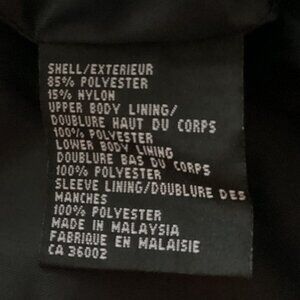 SHELL/EXTERIEUR
85% POLYESTER
15% NYLON
UPPER BODY LINING/
DOUBLURE HAUT DU CORPS
100% POLYESTER
LOWER BODY LINING
DOUBLURE BAS DU CORPS
100% POLYESTER
SLEEVE LINING/DOUBLURE DES
MANCHES
100% POLYESTER
MADE IN MALAYSIA
FABRIQUE EN MALAISIE
CA 36002